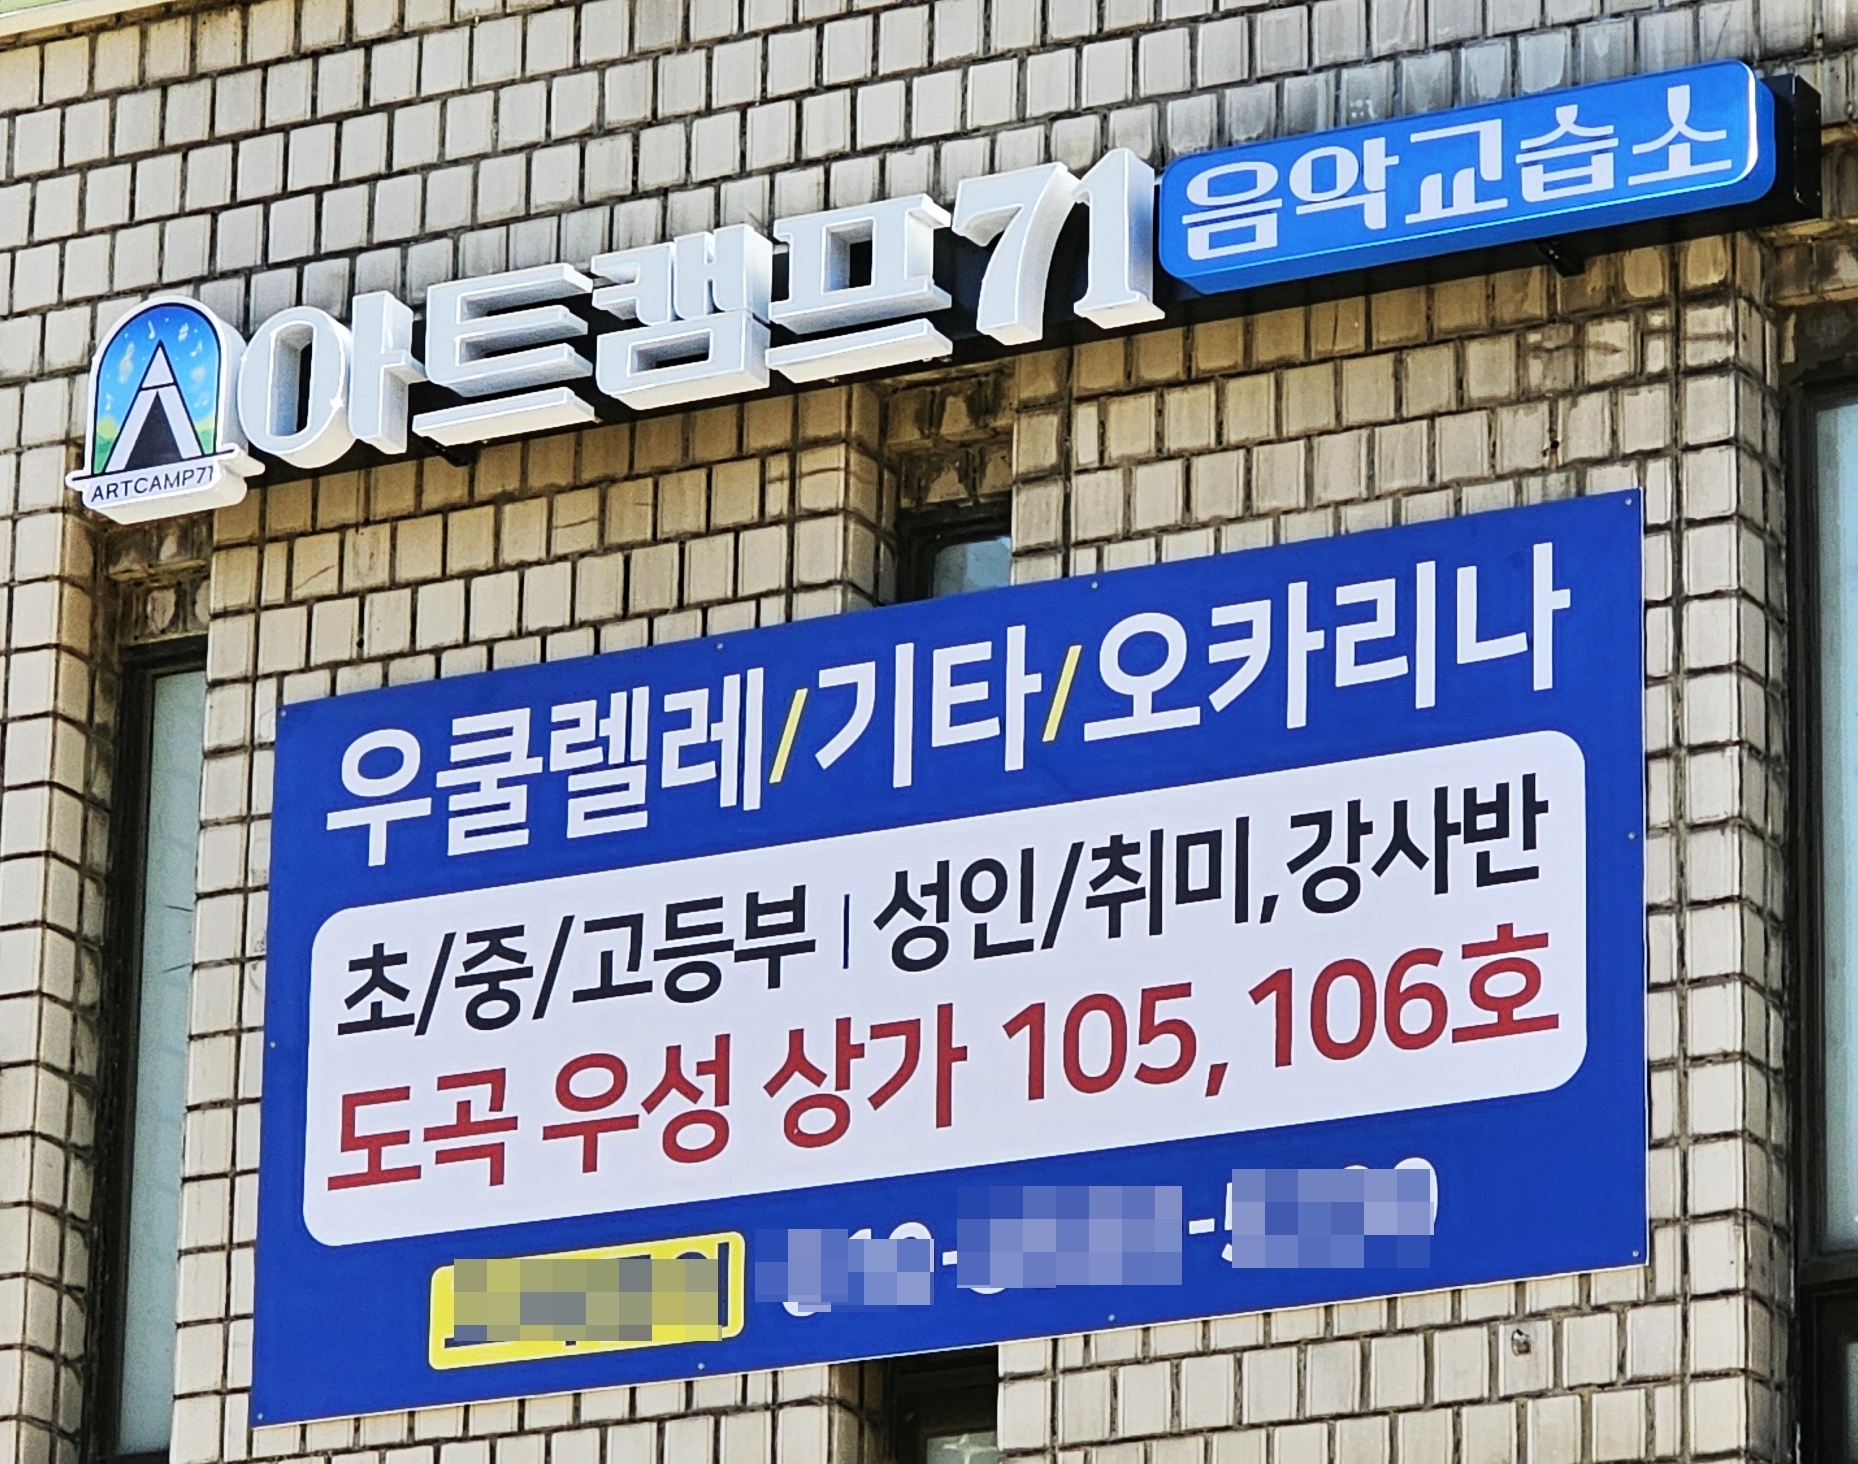 아트캠프71 음악교습소
ARTCAMP71
우쿨렐레/기타/오카리나
초/중/고등부 | 성인/취미, 강사반
도곡 우성 상가 105, 106호